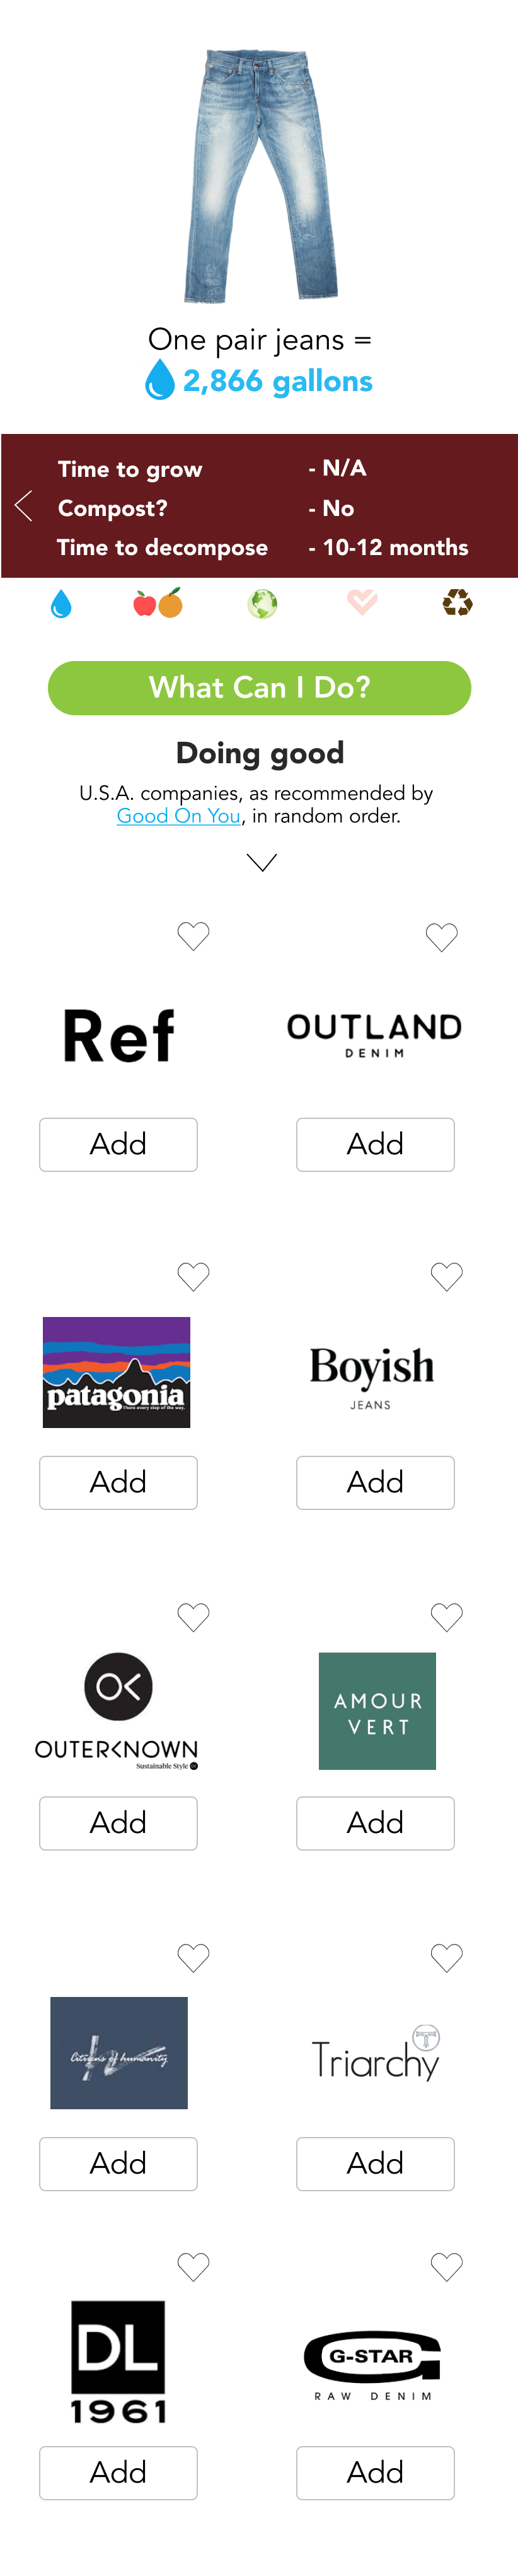 One pair jeans =
2,866 gallons
Time to grow - N/A
Compost? - No
Time to decompose - 10-12 months
What Can I Do?
Doing good
U.S.A. companies, as recommended by
Good On You, in random order.
Ref
OUTLAND
DENIM
Add
Add
patagonia
Boyish
JEANS
Add
Add
OK
OUTERKNOWN
Sustainable Style OK
AMOUR
VERT
Add
Add
Citizens of humanity
Triarchy
Add
Add
DL
1961
G-STAR
RAW DENIM
Add
Add